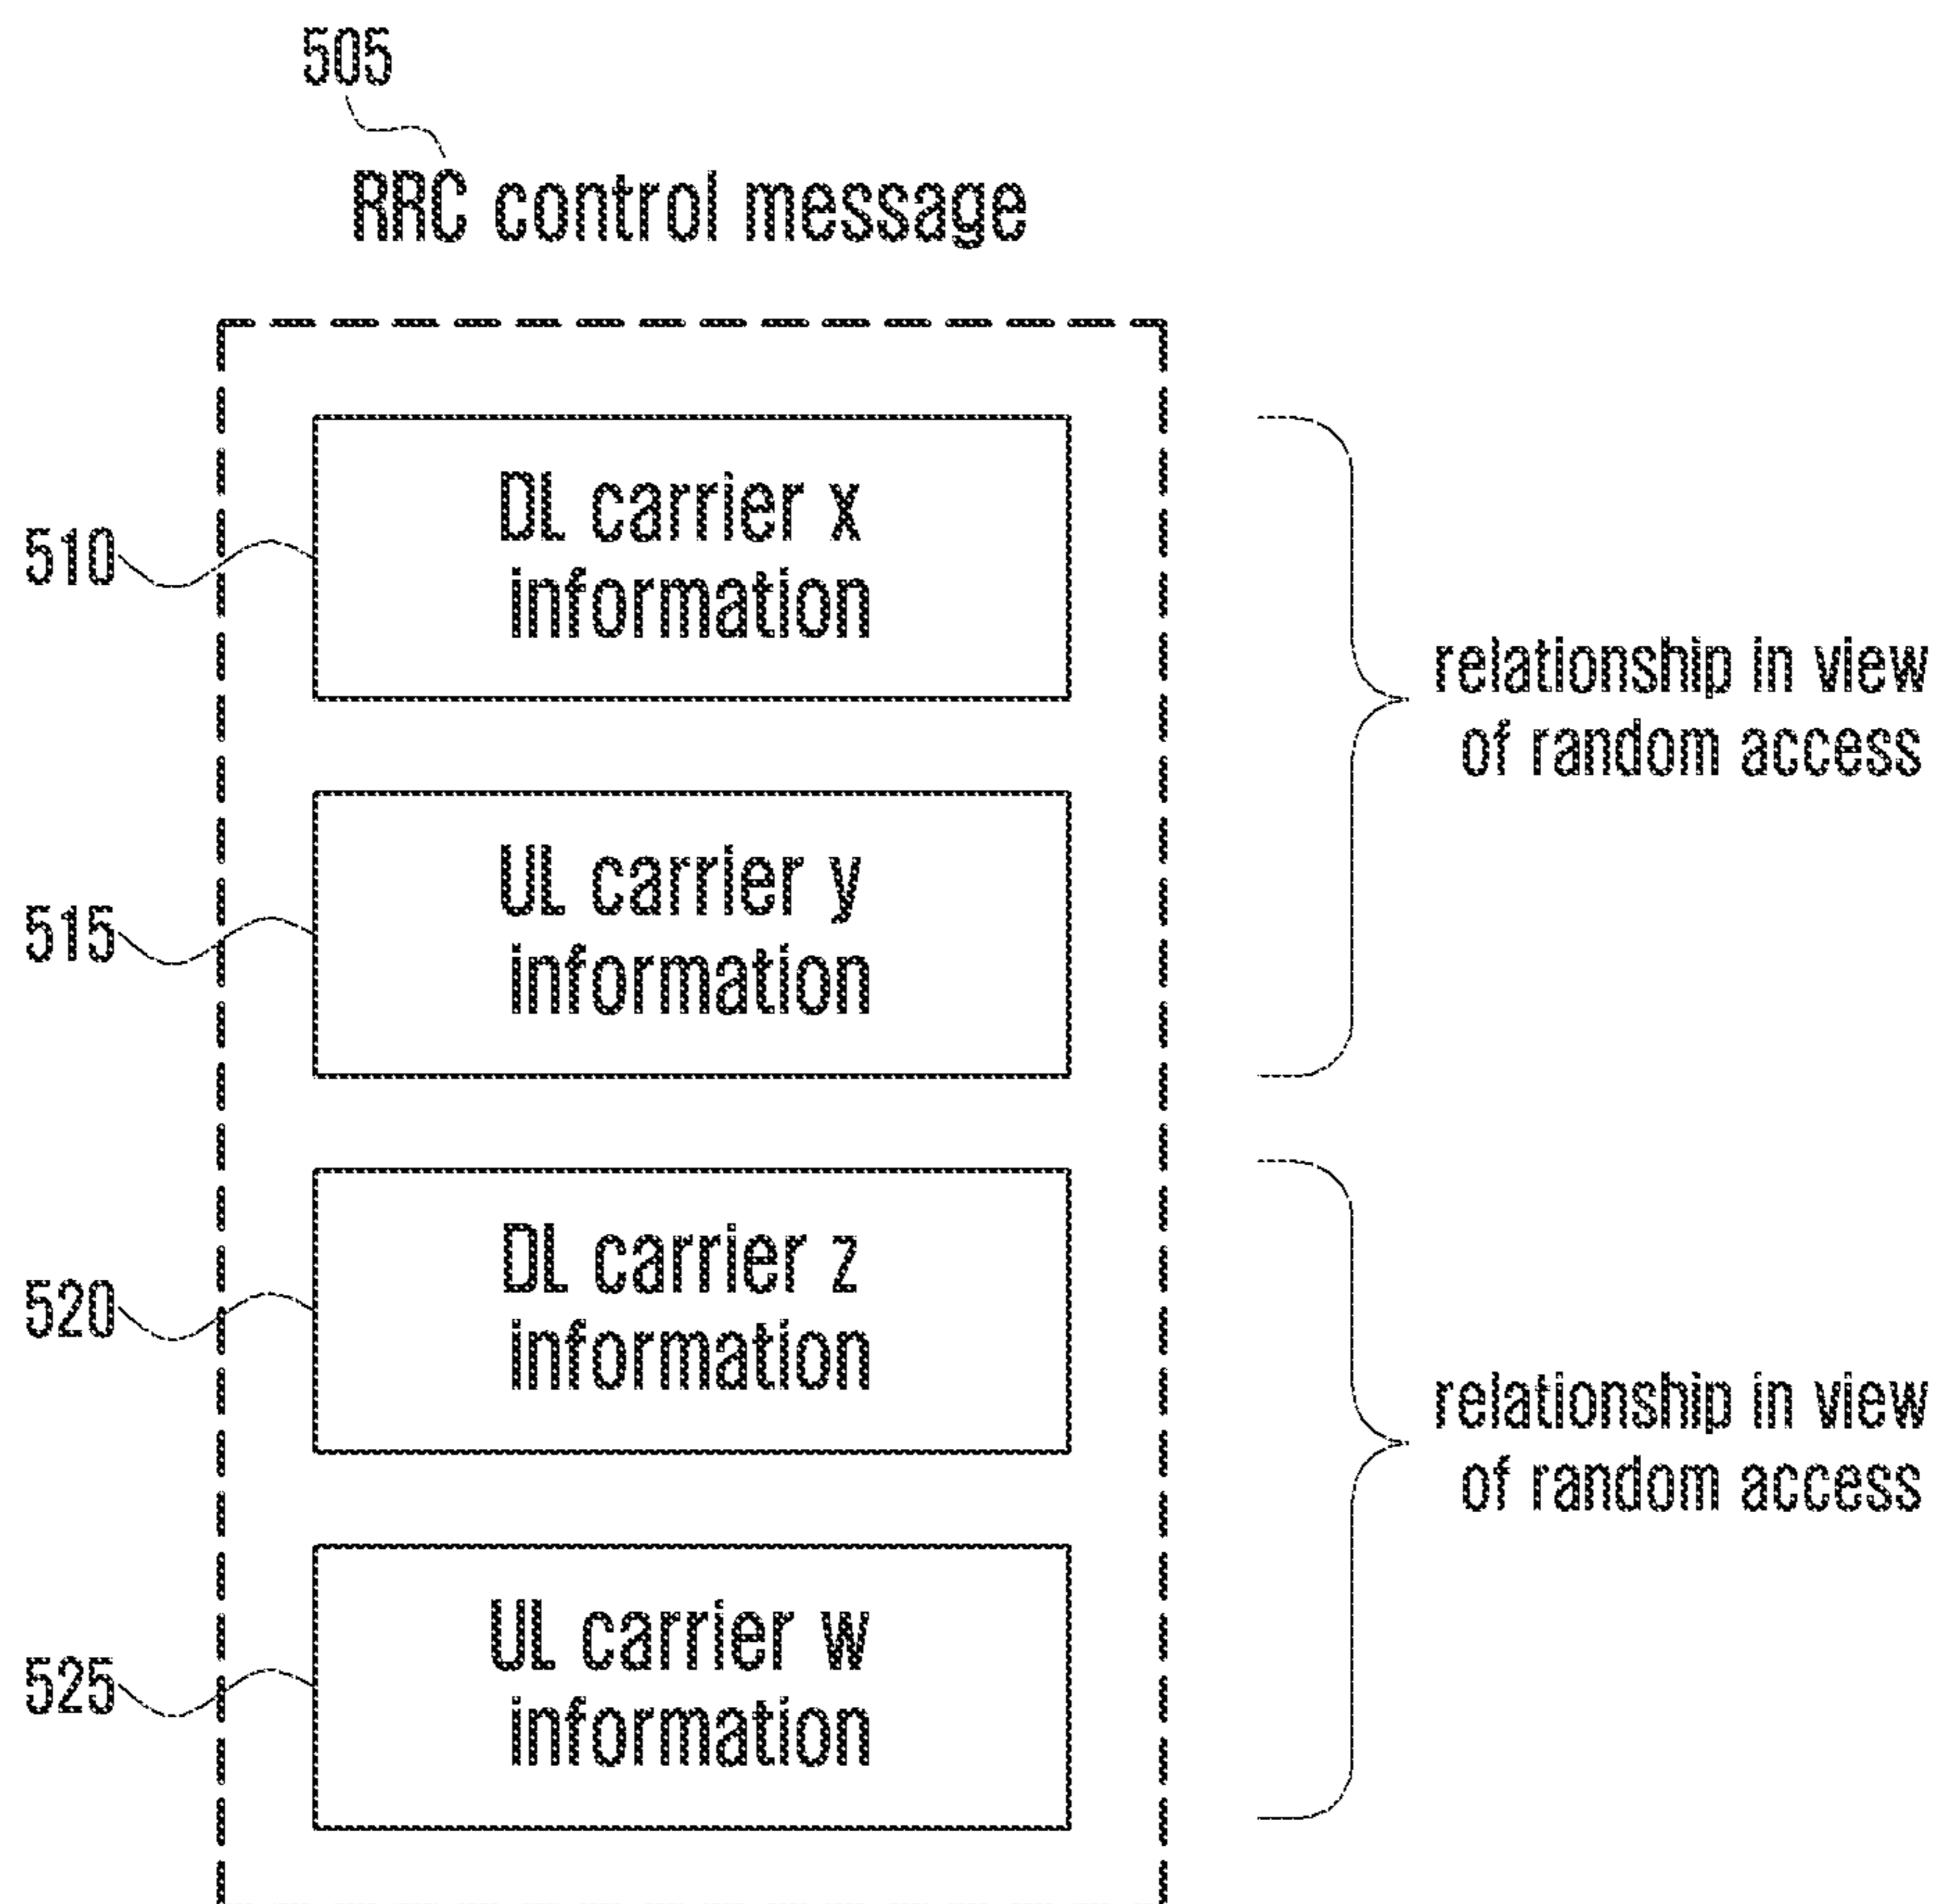 505
RRC control message
510
DL carrier x
information
515
UL carrier y
information
relationship in view
of random access
520
DL carrier z
information
525
UL carrier w
information
relationship in view
of random access